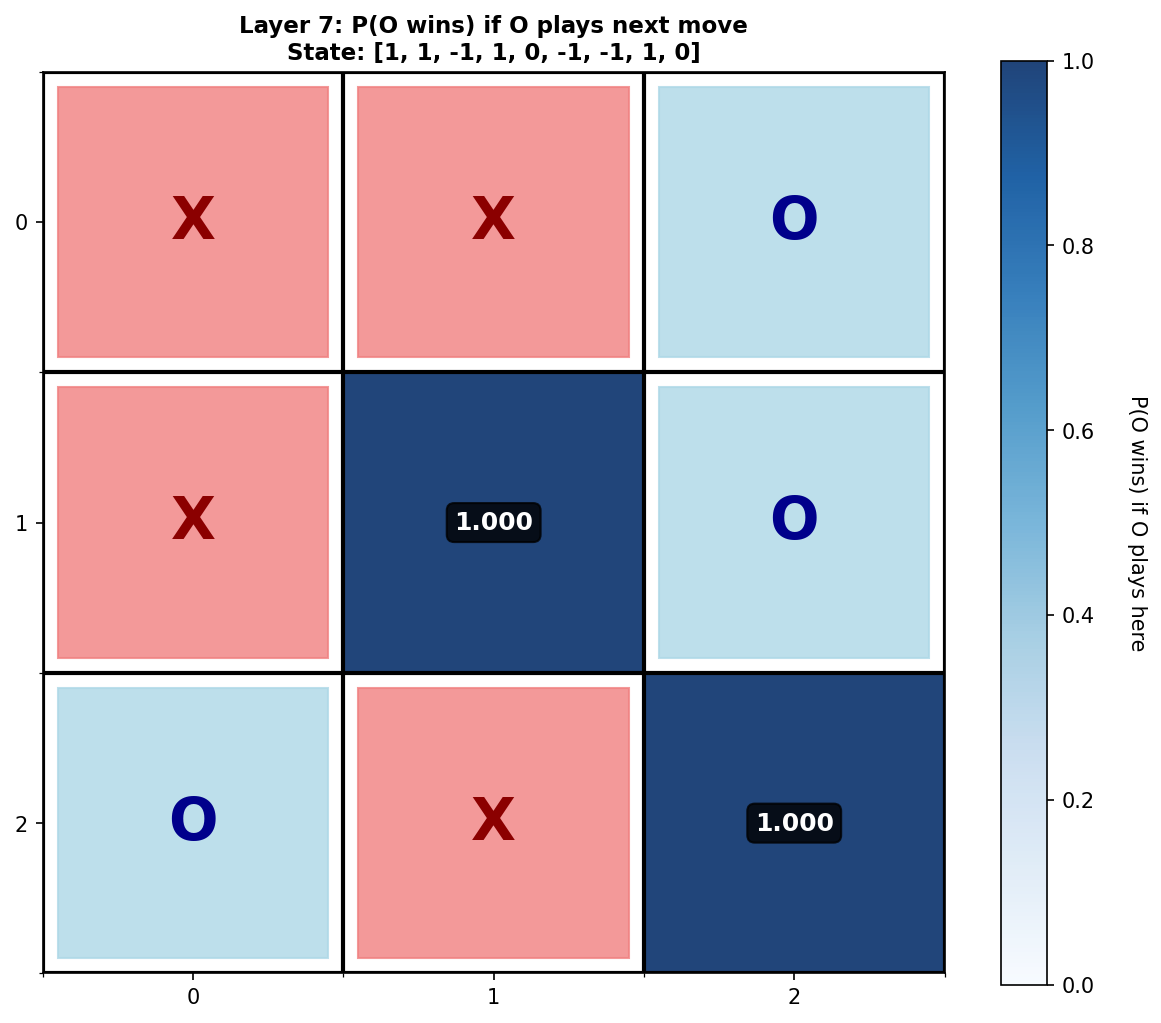 Layer 7: P(O wins) if O plays next move
State: [1, 1, -1, 1, 0, -1, -1, 1, 0]
0
X
X
O
1
X
1.000
O
2
O
X
1.000
0
1
2
1.0
0.8
0.6
0.4
0.2
0.0
P(O wins) if O plays here